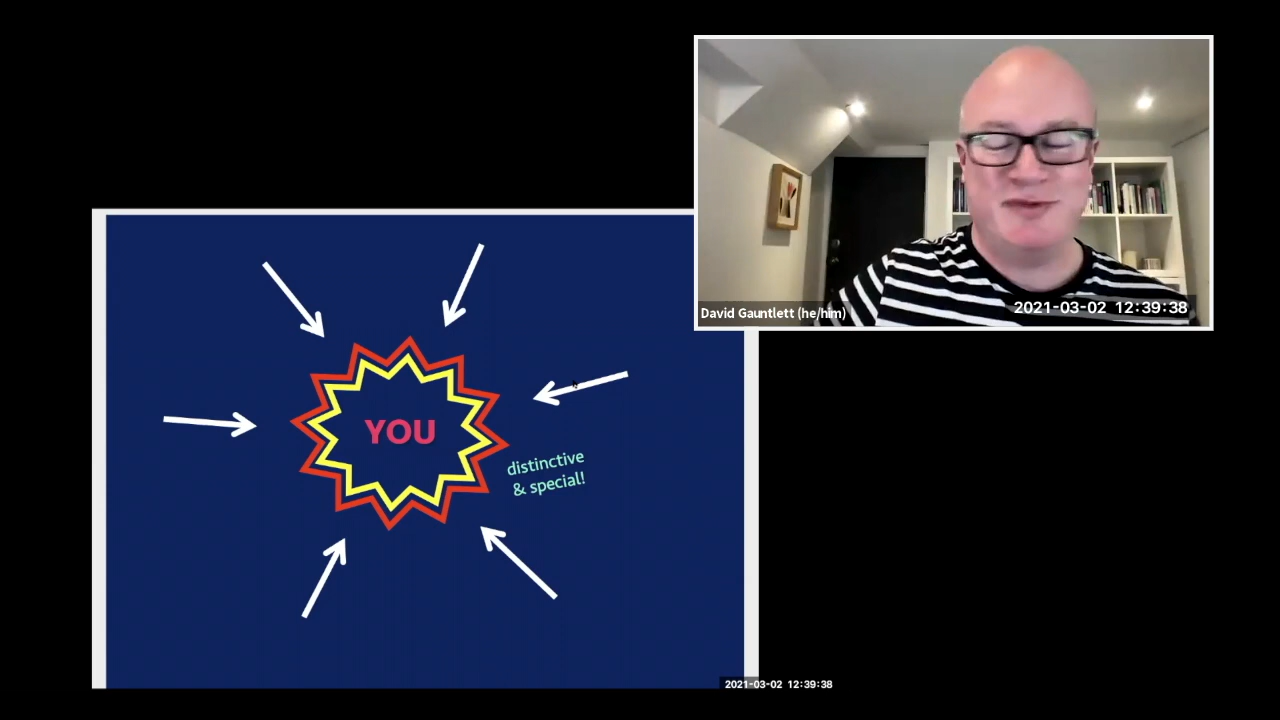 David Gauntlett (he/him)
2021-03-02 12:39:38
YOU
distinctive
& special!
2021-03-02 12:39:38